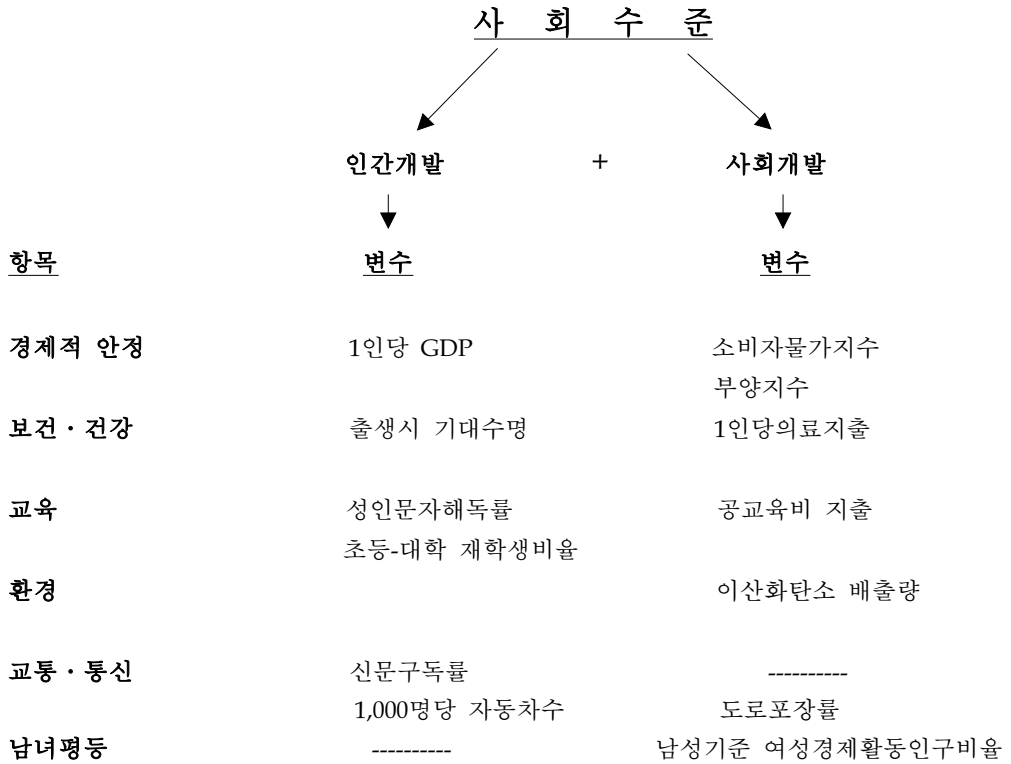 사 회 수 준
인간개발 + 사회개발
항목 변수 변수
경제적 안정 1인당 GDP 소비자물가지수
부양지수
보건·건강 출생시 기대수명 1인당의료지출
교육 성인문자해독률 공교육비 지출
초등-대학 재학생비율
환경 이산화탄소 배출량
교통·통신 신문구독률 ----------
1,000명당 자동차수 도로포장률
남녀평등 ---------- 남성기준 여성경제활동인구비율